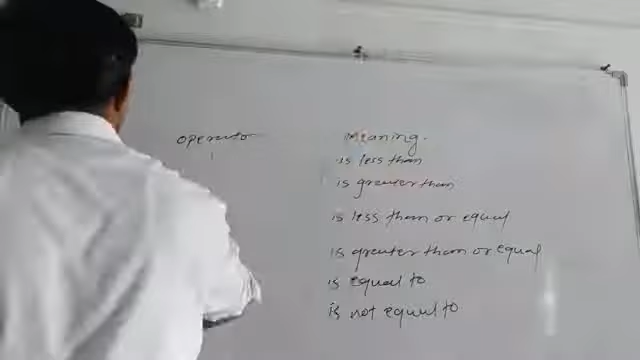 operator Meaning.
is less than
is greater than
is less than or equal
is greater than or equal
is equal to
is not equal to